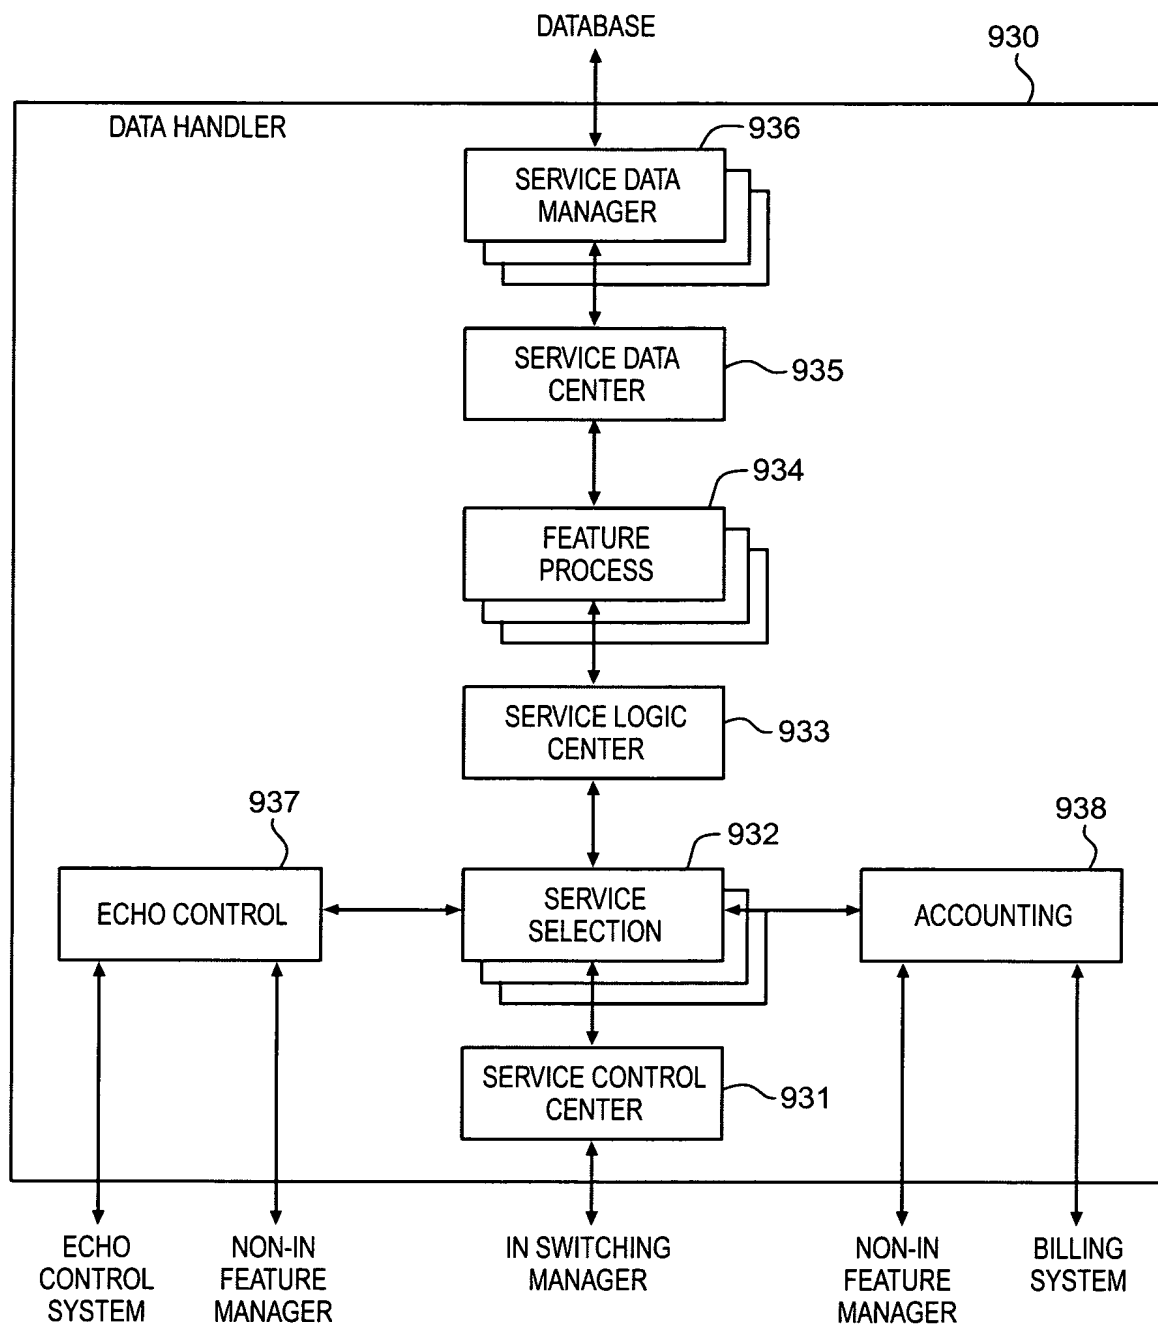 DATABASE
930
DATA HANDLER
936
SERVICE DATA
MANAGER
SERVICE DATA
CENTER
935
934
FEATURE
PROCESS
SERVICE LOGIC
CENTER
933
937
932
938
ECHO CONTROL
SERVICE
SELECTION
ACCOUNTING
SERVICE CONTROL
CENTER
931
ECHO
CONTROL
SYSTEM
NON-IN
FEATURE
MANAGER
IN SWITCHING
MANAGER
NON-IN
FEATURE
MANAGER
BILLING
SYSTEM